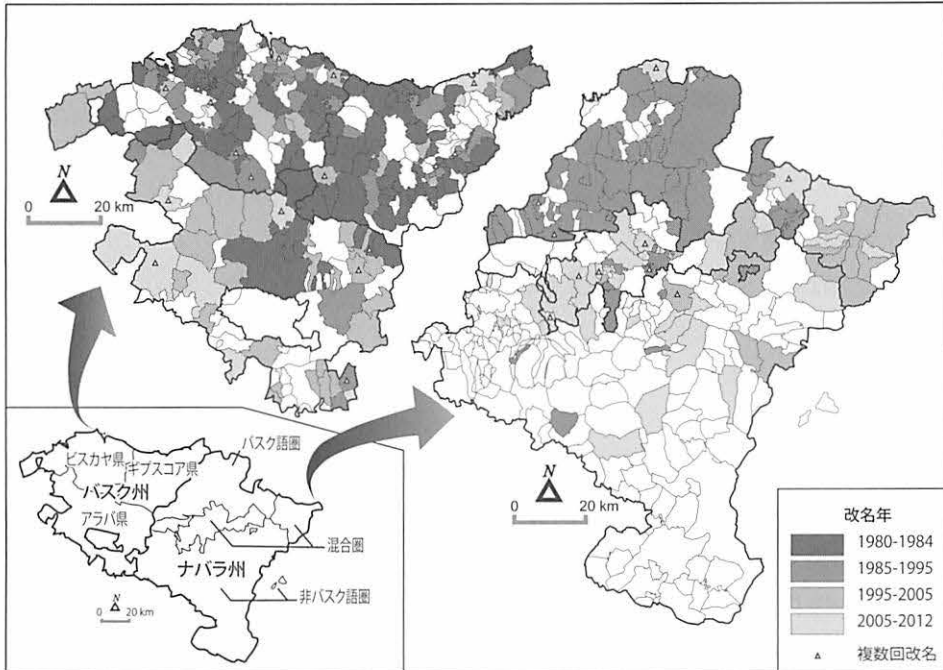 N
0 20 km
N
0 20 km
バスク語圏
ビスカヤ県
ギプスコア県
バスク州
アラバ県
混合圏
ナバラ州
非バスク語圏
N
0 20 km
改名年
1980-1984
1985-1995
1995-2005
2005-2012
複数回改名